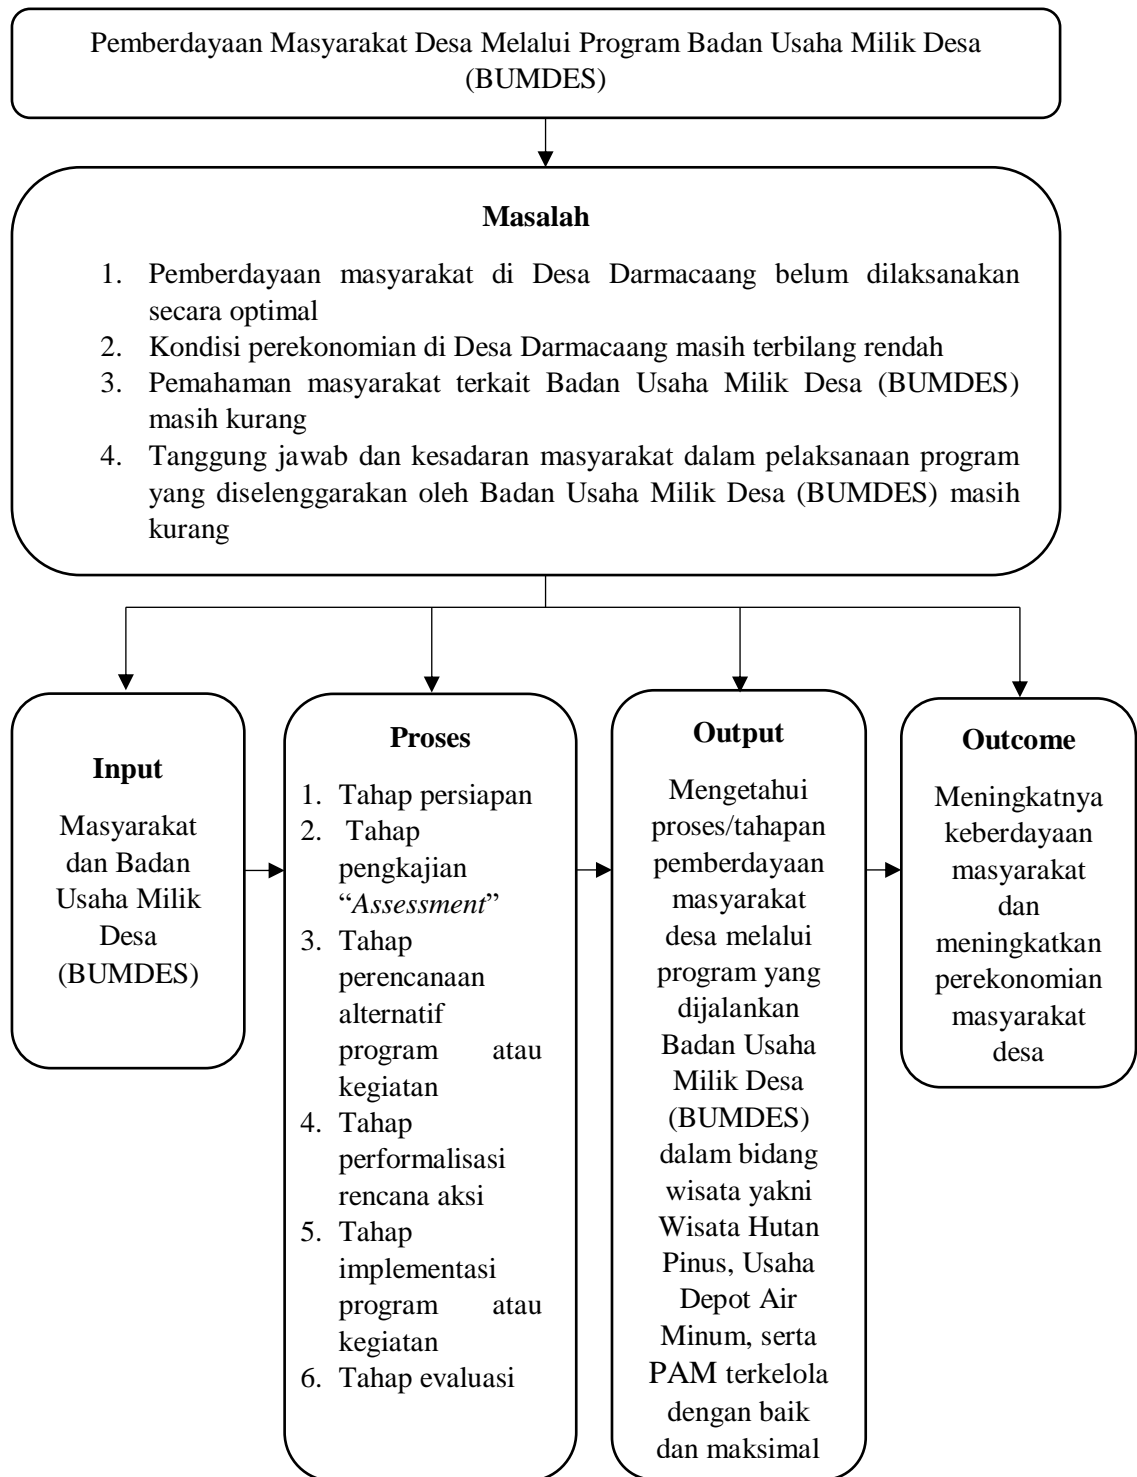 Pemberdayaan Masyarakat Desa Melalui Program Badan Usaha Milik Desa
(BUMDES)
Masalah
1. Pemberdayaan masyarakat di Desa Darmacaang belum dilaksanakan
secara optimal
2. Kondisi perekonomian di Desa Darmacaang masih terbilang rendah
3. Pemahaman masyarakat terkait Badan Usaha Milik Desa (BUMDES)
masih kurang
4. Tanggung jawab dan kesadaran masyarakat dalam pelaksanaan program
yang diselenggarakan oleh Badan Usaha Milik Desa (BUMDES) masih
kurang
Input
Masyarakat
dan Badan
Usaha Milik
Desa
(BUMDES)
Proses
1. Tahap persiapan
2. Tahap
pengkajian
“Assessment”
3. Tahap
perencanaan
alternatif
program atau
kegiatan
4. Tahap
performalisasi
rencana aksi
5. Tahap
implementasi
program atau
kegiatan
6. Tahap evaluasi
Output
Mengetahui
proses/tahapan
pemberdayaan
masyarakat
desa melalui
program yang
dijalankan
Badan Usaha
Milik Desa
(BUMDES)
dalam bidang
wisata yakni
Wisata Hutan
Pinus, Usaha
Depot Air
Minum, serta
PAM terkelola
dengan baik
dan maksimal
Outcome
Meningkatnya
keberdayaan
masyarakat
dan
meningkatkan
perekonomian
masyarakat
desa